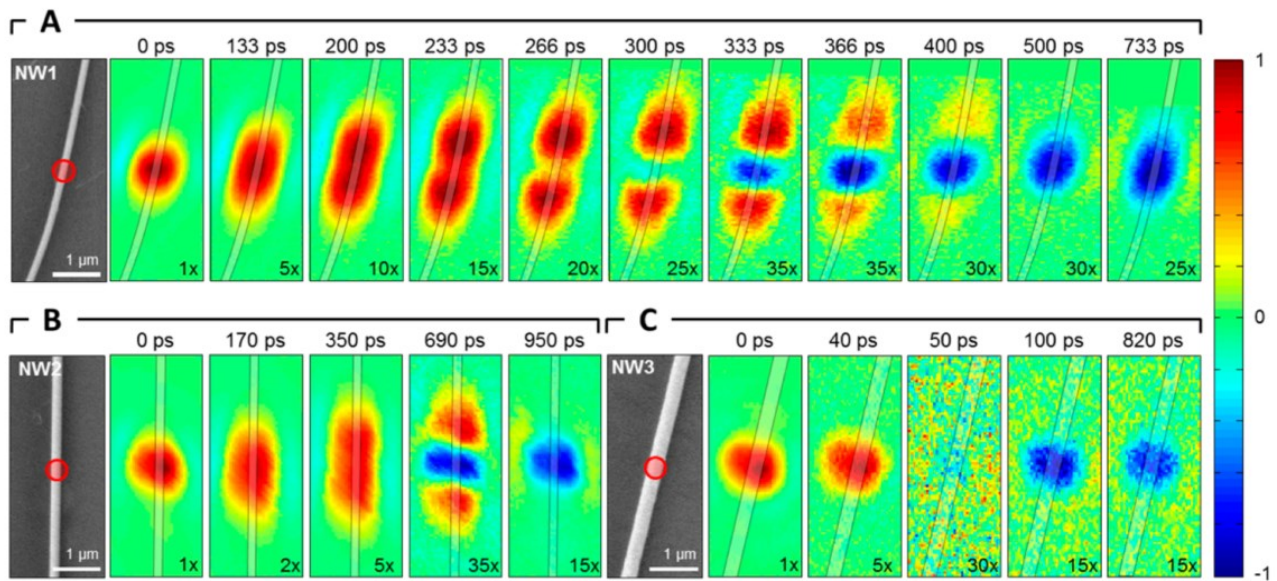 A
0 ps 133 ps 200 ps 233 ps 266 ps 300 ps 333 ps 366 ps 400 ps 500 ps 733 ps
NW1
1 μm 1x 5x 10x 15x 20x 25x 35x 35x 30x 30x 25x
1
0
-1
B
0 ps 170 ps 350 ps 690 ps 950 ps
NW2
1 μm 1x 2x 5x 35x 15x
C
0 ps 40 ps 50 ps 100 ps 820 ps
NW3
1 μm 1x 5x 30x 15x 15x